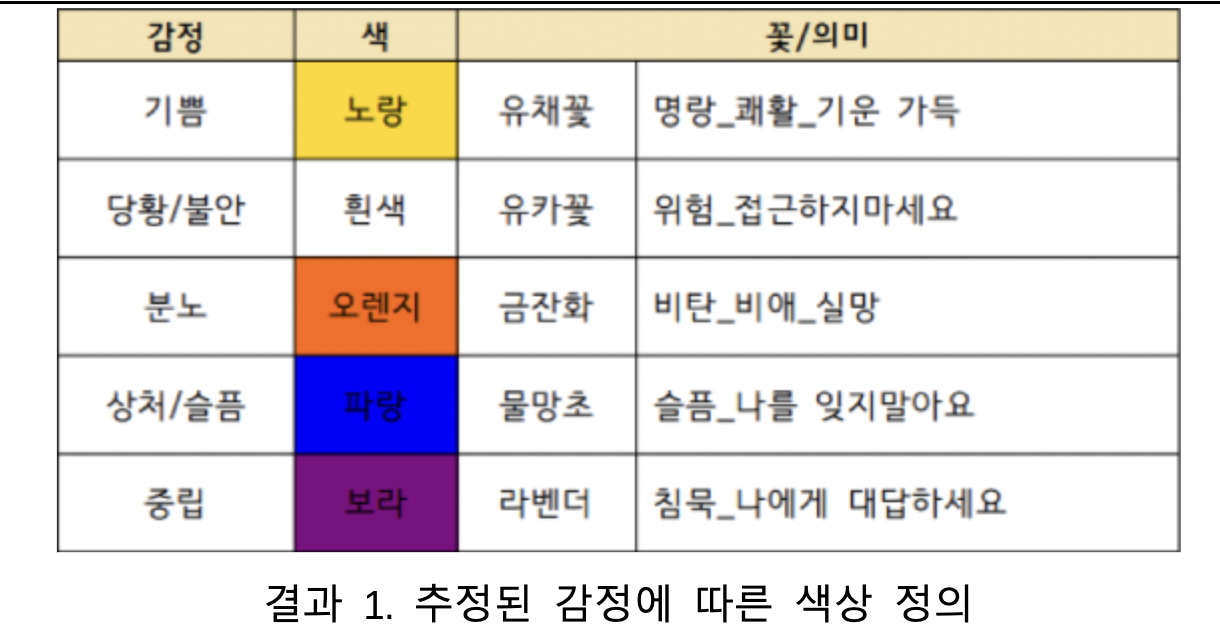 감정 색 꽃/의미
기쁨 노랑 유채꽃 명랑_쾌활_기운 가득
당황/불안 흰색 유카꽃 위험_접근하지마세요
분노 오렌지 금잔화 비탄_비애_실망
상처/슬픔 파랑 물망초 슬픔_나를 잊지말아요
중립 보라 라벤더 침묵_나에게 대답하세요
결과 1. 추정된 감정에 따른 색상 정의